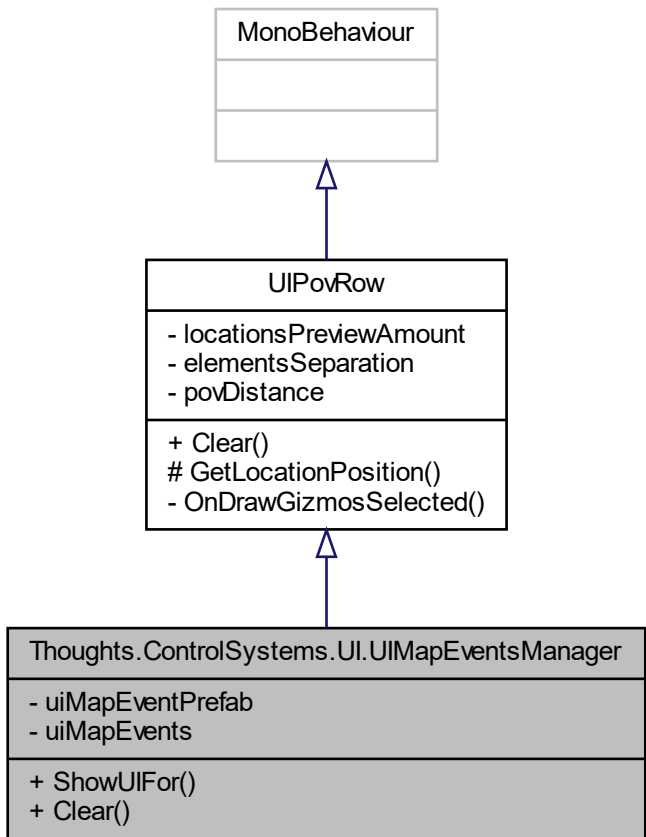 MonoBehaviour
UIPovRow
- locationsPreviewAmount
- elementsSeparation
- povDistance
+ Clear()
# GetLocationPosition()
- OnDrawGizmosSelected()
Thoughts.ControlSystems.UI.UIMapEventsManager
- uiMapEventPrefab
- uiMapEvents
+ ShowUIFor()
+ Clear()